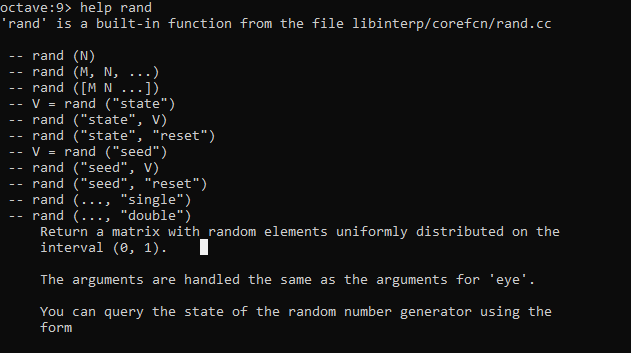 octave:9> help rand
'rand' is a built-in function from the file libinterp/corefcn/rand.cc
-- rand (N)
-- rand (M, N, ...)
-- rand ([M N ...])
-- V = rand ("state")
-- rand ("state", V)
-- rand ("state", "reset")
-- V = rand ("seed")
-- rand ("seed", V)
-- rand ("seed", "reset")
-- rand (..., "single")
-- rand (..., "double")
Return a matrix with random elements uniformly distributed on the
interval (0, 1).
The arguments are handled the same as the arguments for 'eye'.
You can query the state of the random number generator using the
form